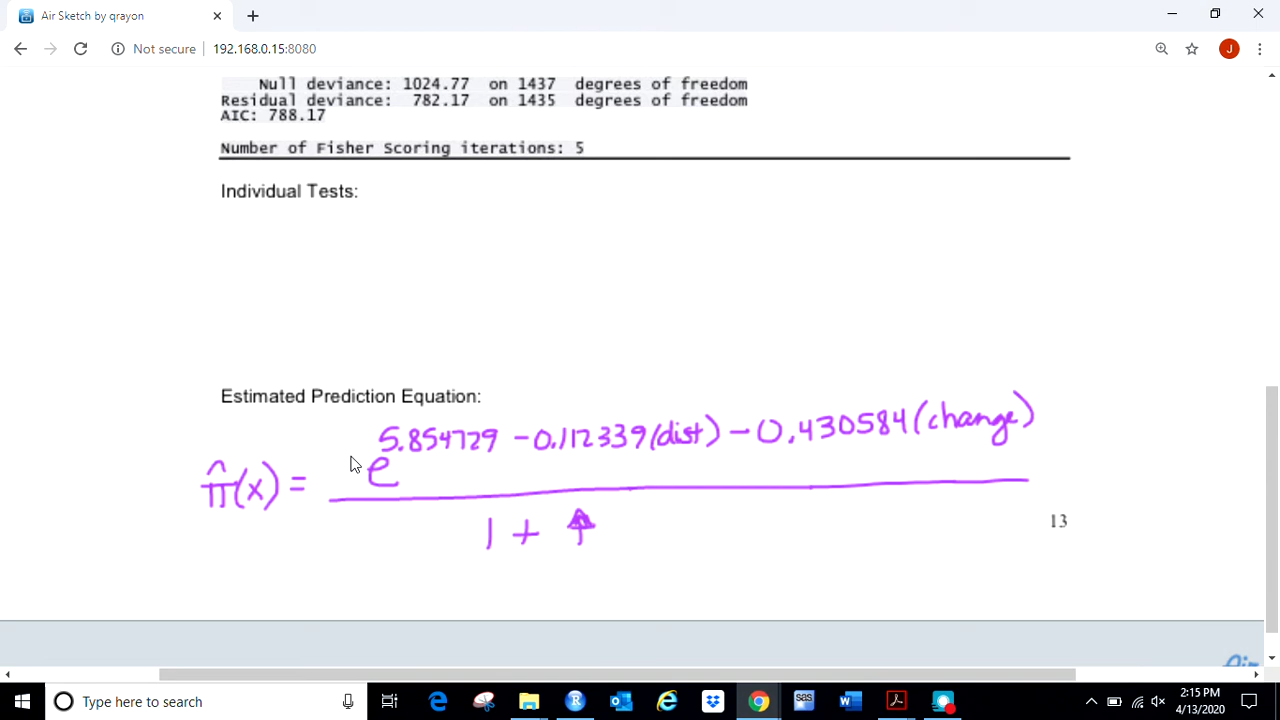 Air Sketch by qrayon
Not secure 192.168.0.15:8080
J
Null deviance: 1024.77 on 1437 degrees of freedom
Residual deviance: 782.17 on 1435 degrees of freedom
AIC: 788.17
Number of Fisher Scoring iterations: 5
Individual Tests:
Estimated Prediction Equation:
5.854729 -0.112339(dist) - 0.430584(change)
π̂(x) = e
1 + ↑
13
Air
Type here to search
sas
2:15 PM
4/13/2020